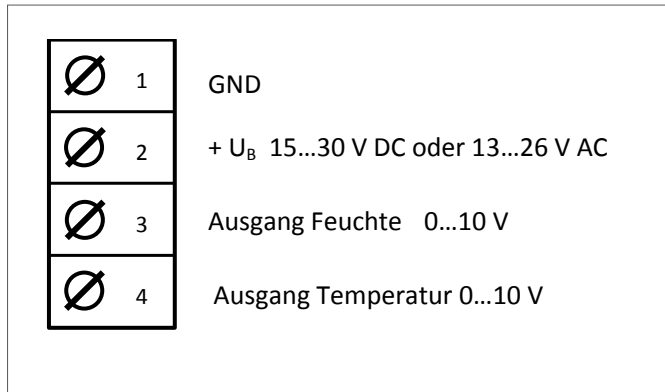 1 GND
2 + UB 15...30 V DC oder 13...26 V AC
3 Ausgang Feuchte 0...10 V
4 Ausgang Temperatur 0...10 V